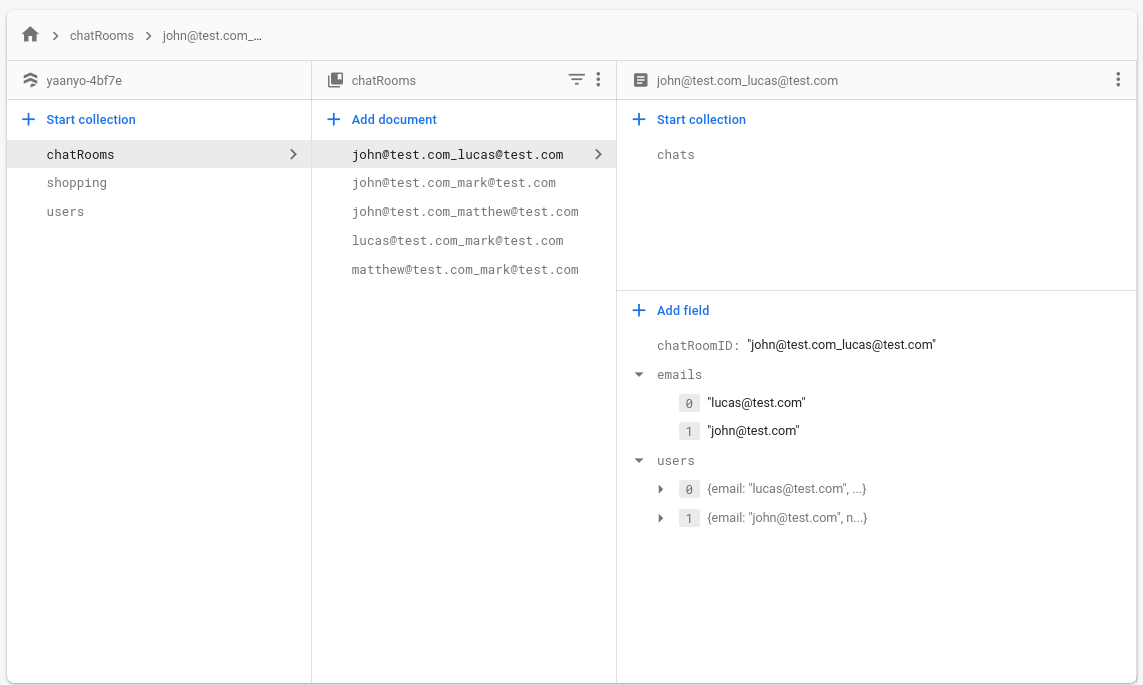 chatRooms john@test.com_…
yaanyo-4bf7e
Start collection
chatRooms
shopping
users
chatRooms
Add document
john@test.com_lucas@test.com
john@test.com_mark@test.com
john@test.com_matthew@test.com
lucas@test.com_mark@test.com
matthew@test.com_mark@test.com
john@test.com_lucas@test.com
Start collection
chats
Add field
chatRoomID: "john@test.com_lucas@test.com"
emails
0 "lucas@test.com"
1 "john@test.com"
users
0 {email: "lucas@test.com", ...}
1 {email: "john@test.com", n...}